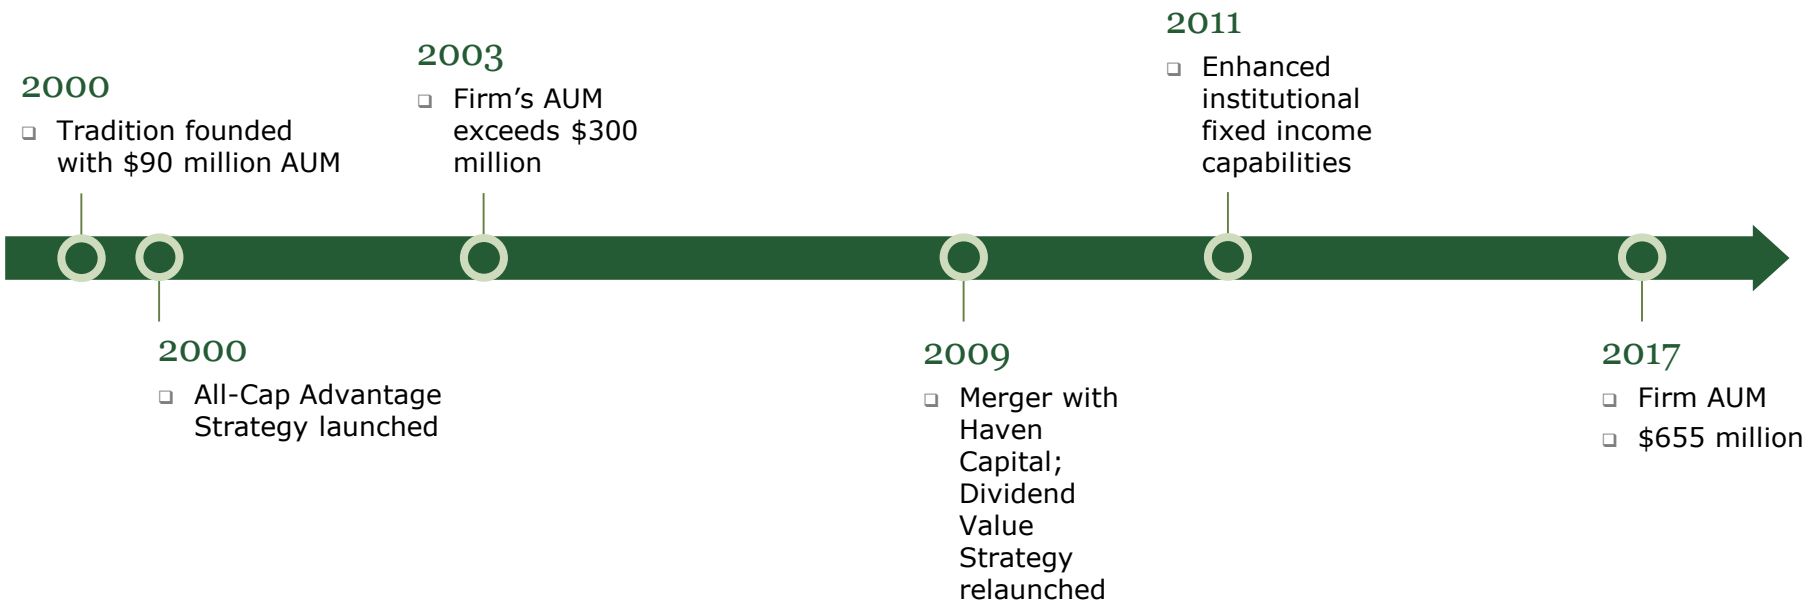 2000
❑ Tradition founded
with $90 million AUM
2000
❑ All-Cap Advantage
Strategy launched
2003
❑ Firm’s AUM
exceeds $300
million
2009
❑ Merger with
Haven
Capital;
Dividend
Value
Strategy
relaunched
2011
❑ Enhanced
institutional
fixed income
capabilities
2017
❑ Firm AUM
❑ $655 million